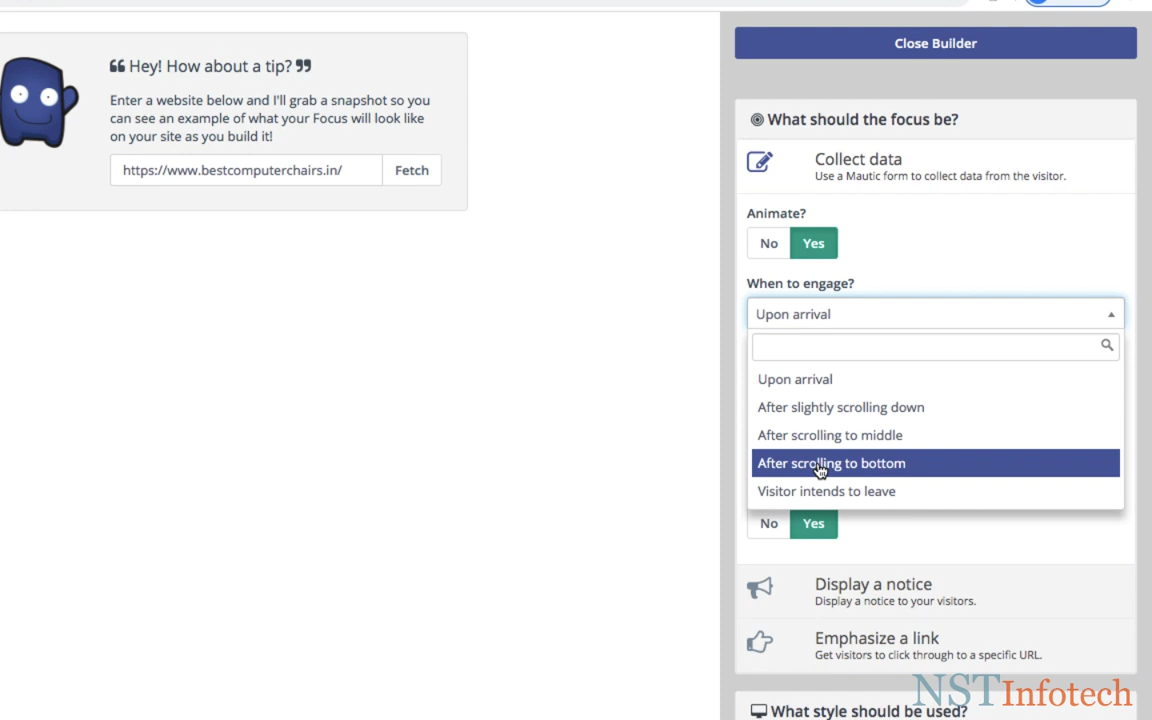 ❝ Hey! How about a tip? ❞
Enter a website below and I'll grab a snapshot so you
can see an example of what your Focus will look like
on your site as you build it!
https://www.bestcomputerchairs.in/ Fetch
Close Builder
What should the focus be?
Collect data
Use a Mautic form to collect data from the visitor.
Animate?
No Yes
When to engage?
Upon arrival
Upon arrival
After slightly scrolling down
After scrolling to middle
After scrolling to bottom
Visitor intends to leave
No Yes
Display a notice
Display a notice to your visitors.
Emphasize a link
Get visitors to click through to a specific URL.
NSTInfotech
What style should be used?